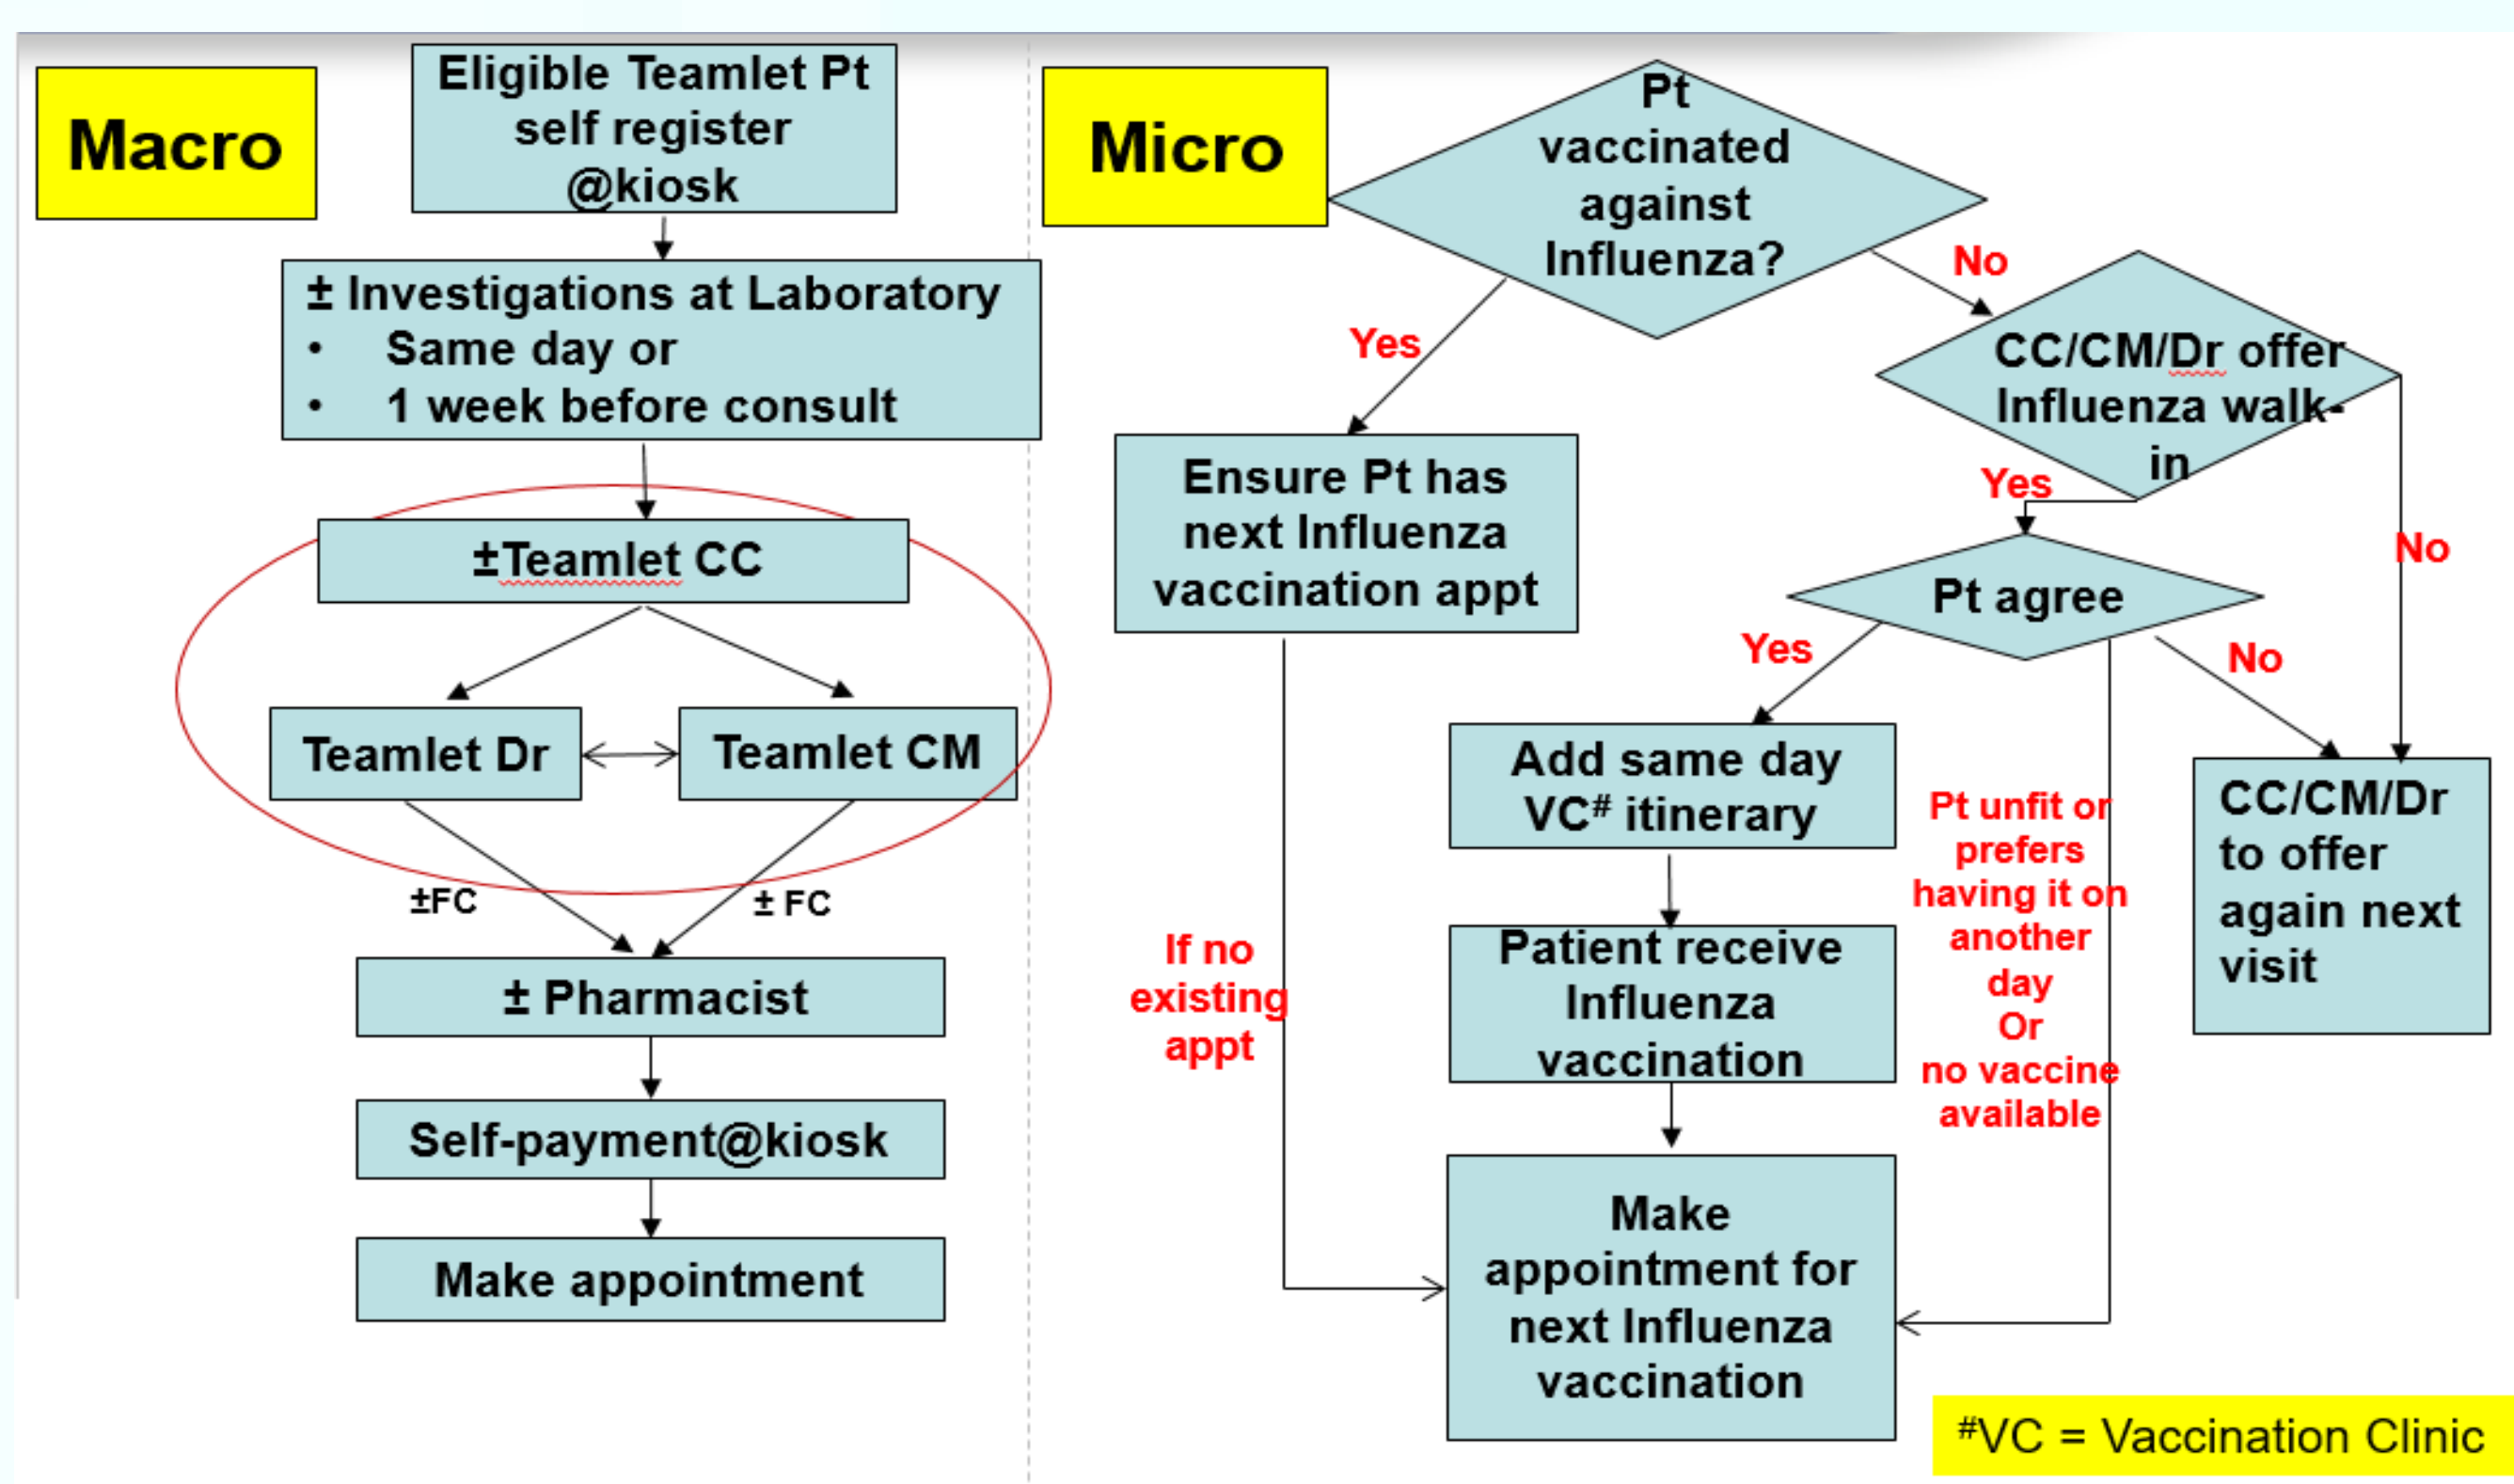 Macro
Eligible Teamlet Pt
self register
@kiosk
± Investigations at Laboratory
• Same day or
• 1 week before consult
±Teamlet CC
Teamlet Dr
Teamlet CM
±FC
± FC
± Pharmacist
Self-payment@kiosk
Make appointment
Micro
Pt
vaccinated
against
Influenza?
No
Yes
CC/CM/Dr offer
Influenza walk-
in
Yes
No
Ensure Pt has
next Influenza
vaccination appt
Pt agree
Yes
No
Add same day
VC# itinerary
Pt unfit or
prefers
having it on
another
day
Or
no vaccine
available
CC/CM/Dr
to offer
again next
visit
If no
existing
appt
Patient receive
Influenza
vaccination
Make
appointment for
next Influenza
vaccination
#VC = Vaccination Clinic